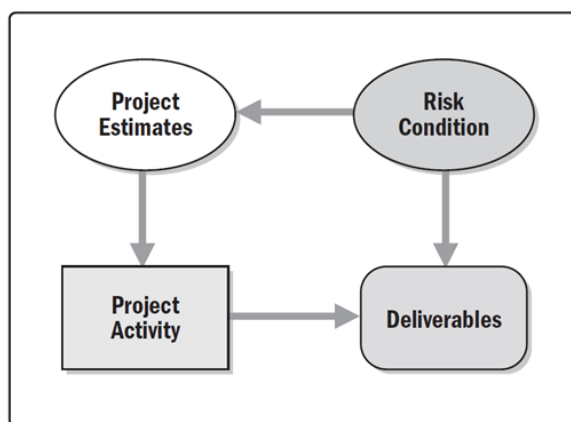 Project
Estimates
Risk
Condition
Project
Activity
Deliverables